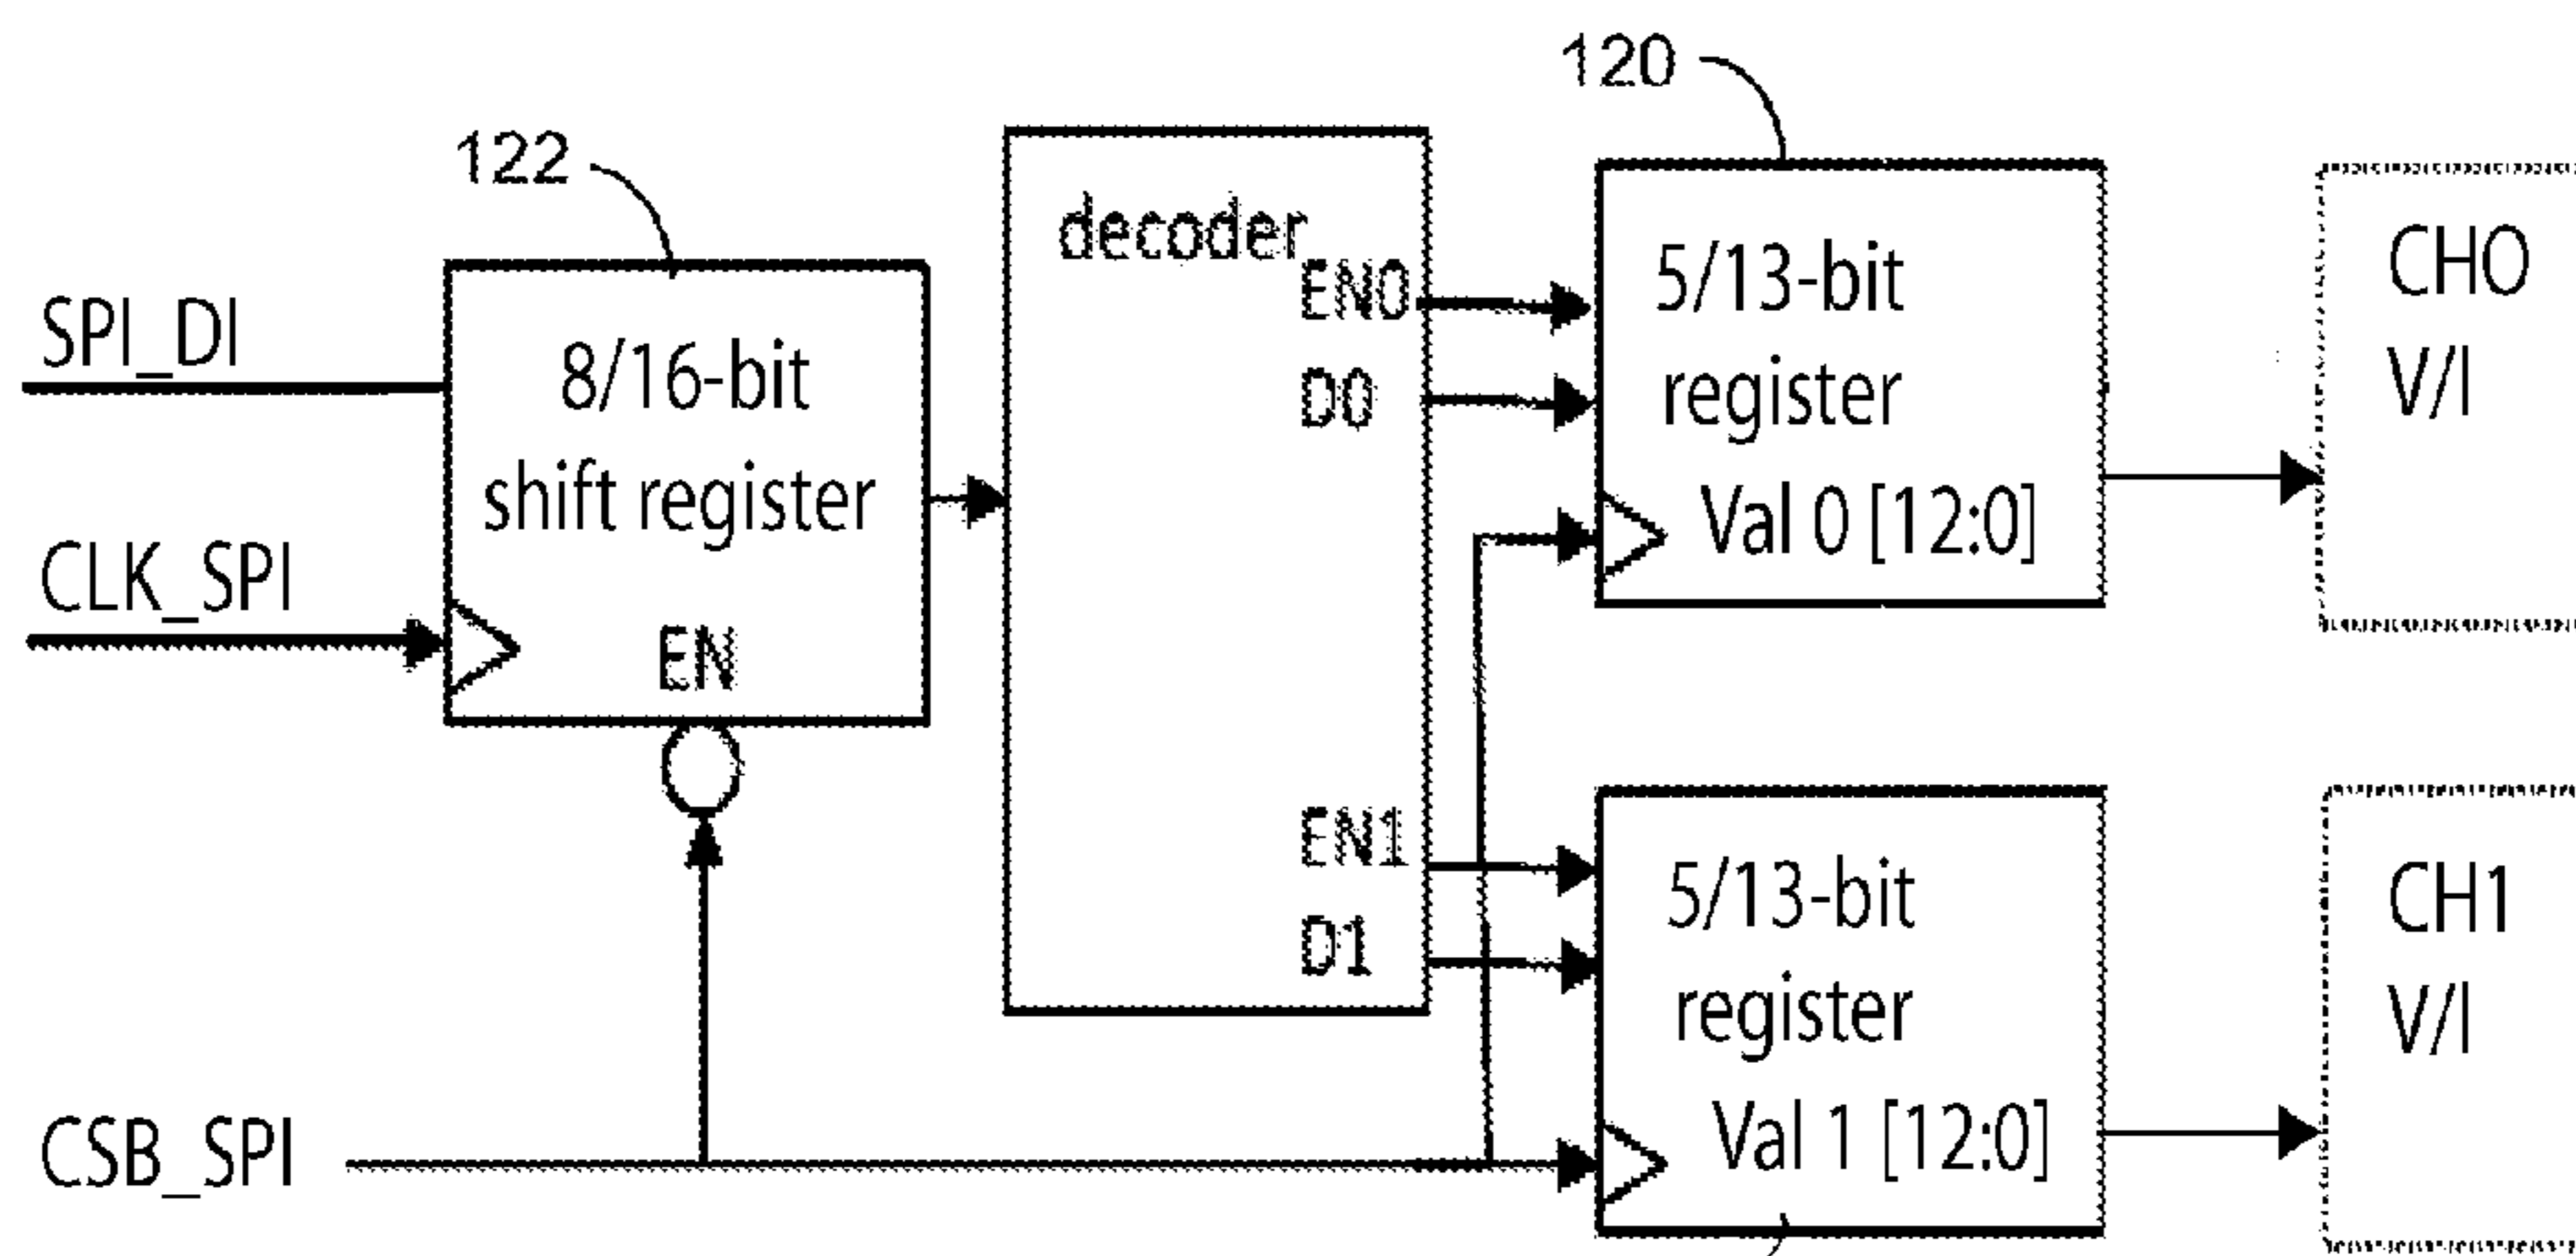 120
122
decoder
SPI_DI
8/16-bit
shift register
CLK_SPI
EN
EN0
D0
EN1
D1
5/13-bit
register
Val 0 [12:0]
CH0
V/I
5/13-bit
register
Val 1 [12:0]
CH1
V/I
CSB_SPI